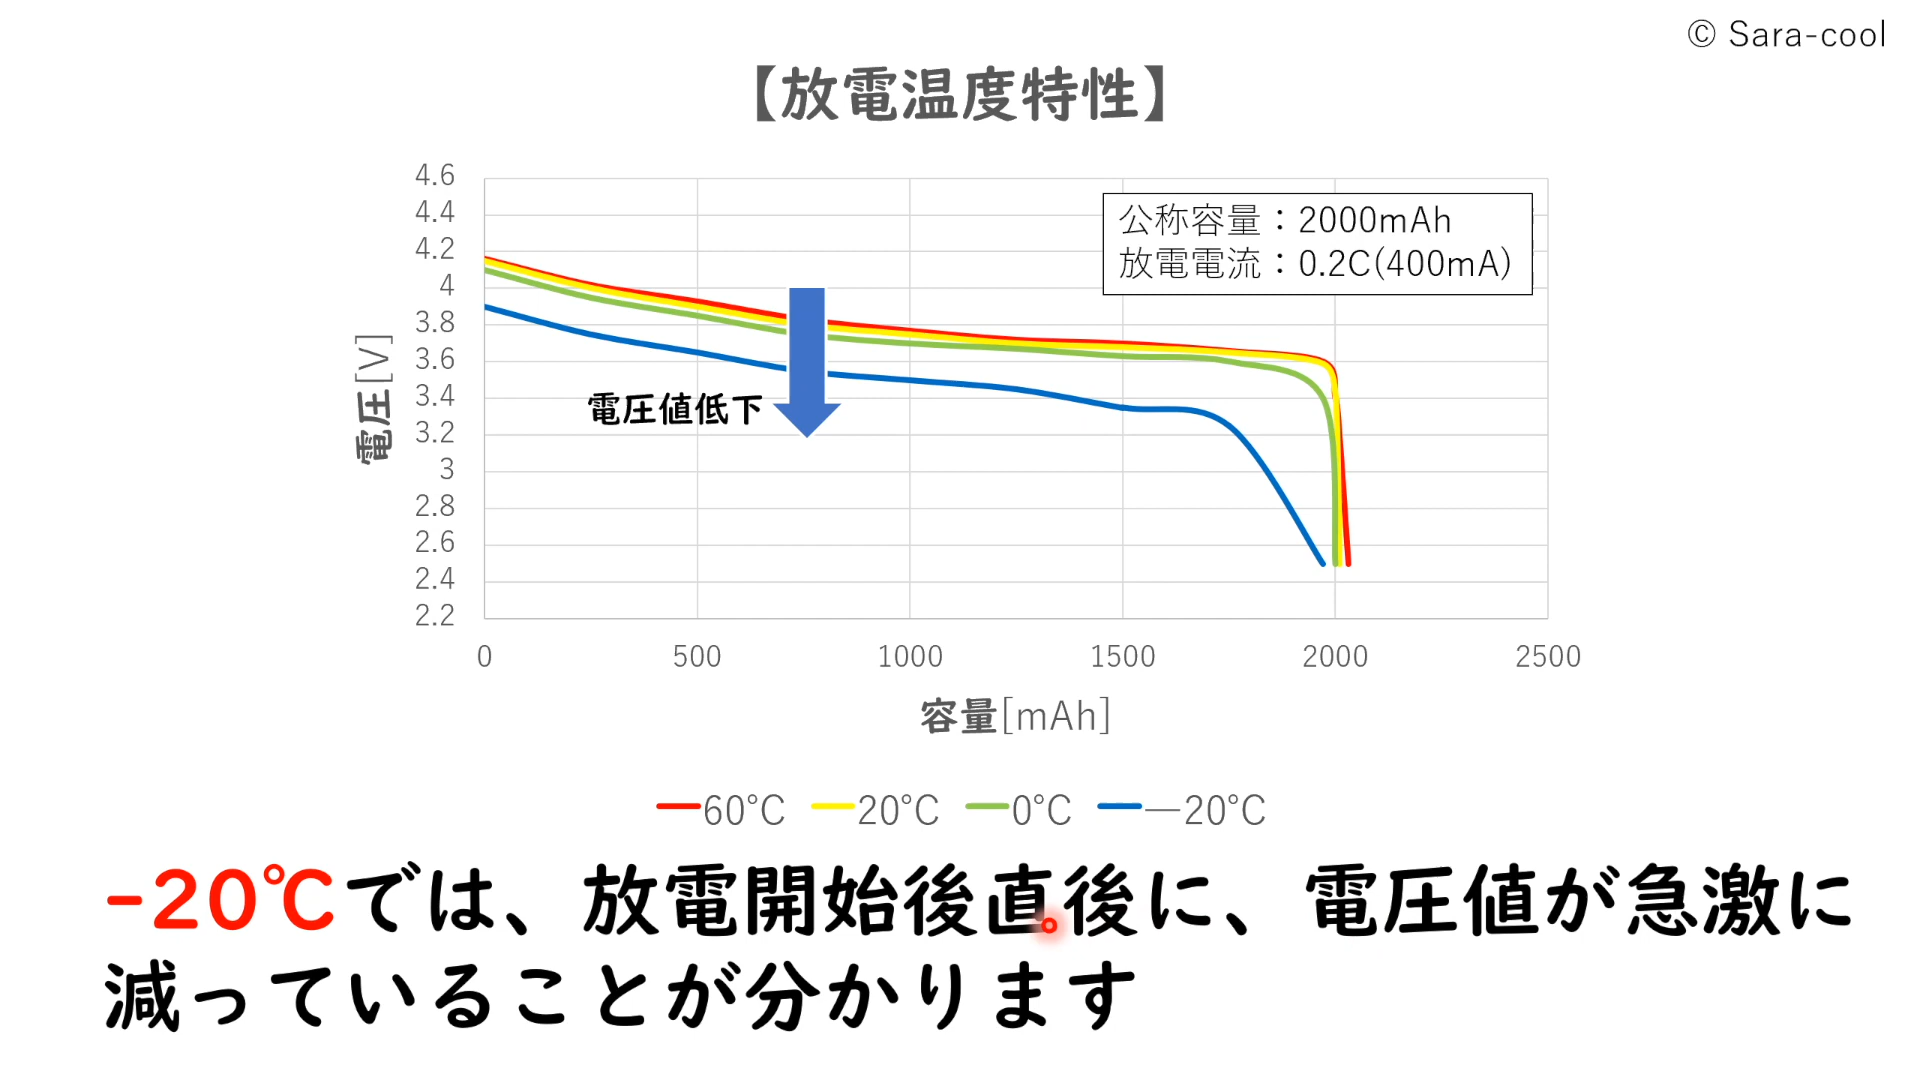 © Sara-cool
【放電温度特性】
公称容量：2000mAh
放電電流：0.2C(400mA)
4.6
4.4
4.2
4
3.8
3.6
3.4
3.2
3
2.8
2.6
2.4
2.2
電圧[V]
電圧値低下
0 500 1000 1500 2000 2500
容量[mAh]
60℃ 20℃ 0℃ —20℃
-20℃では、放電開始後直後に、電圧値が急激に
減っていることが分かります